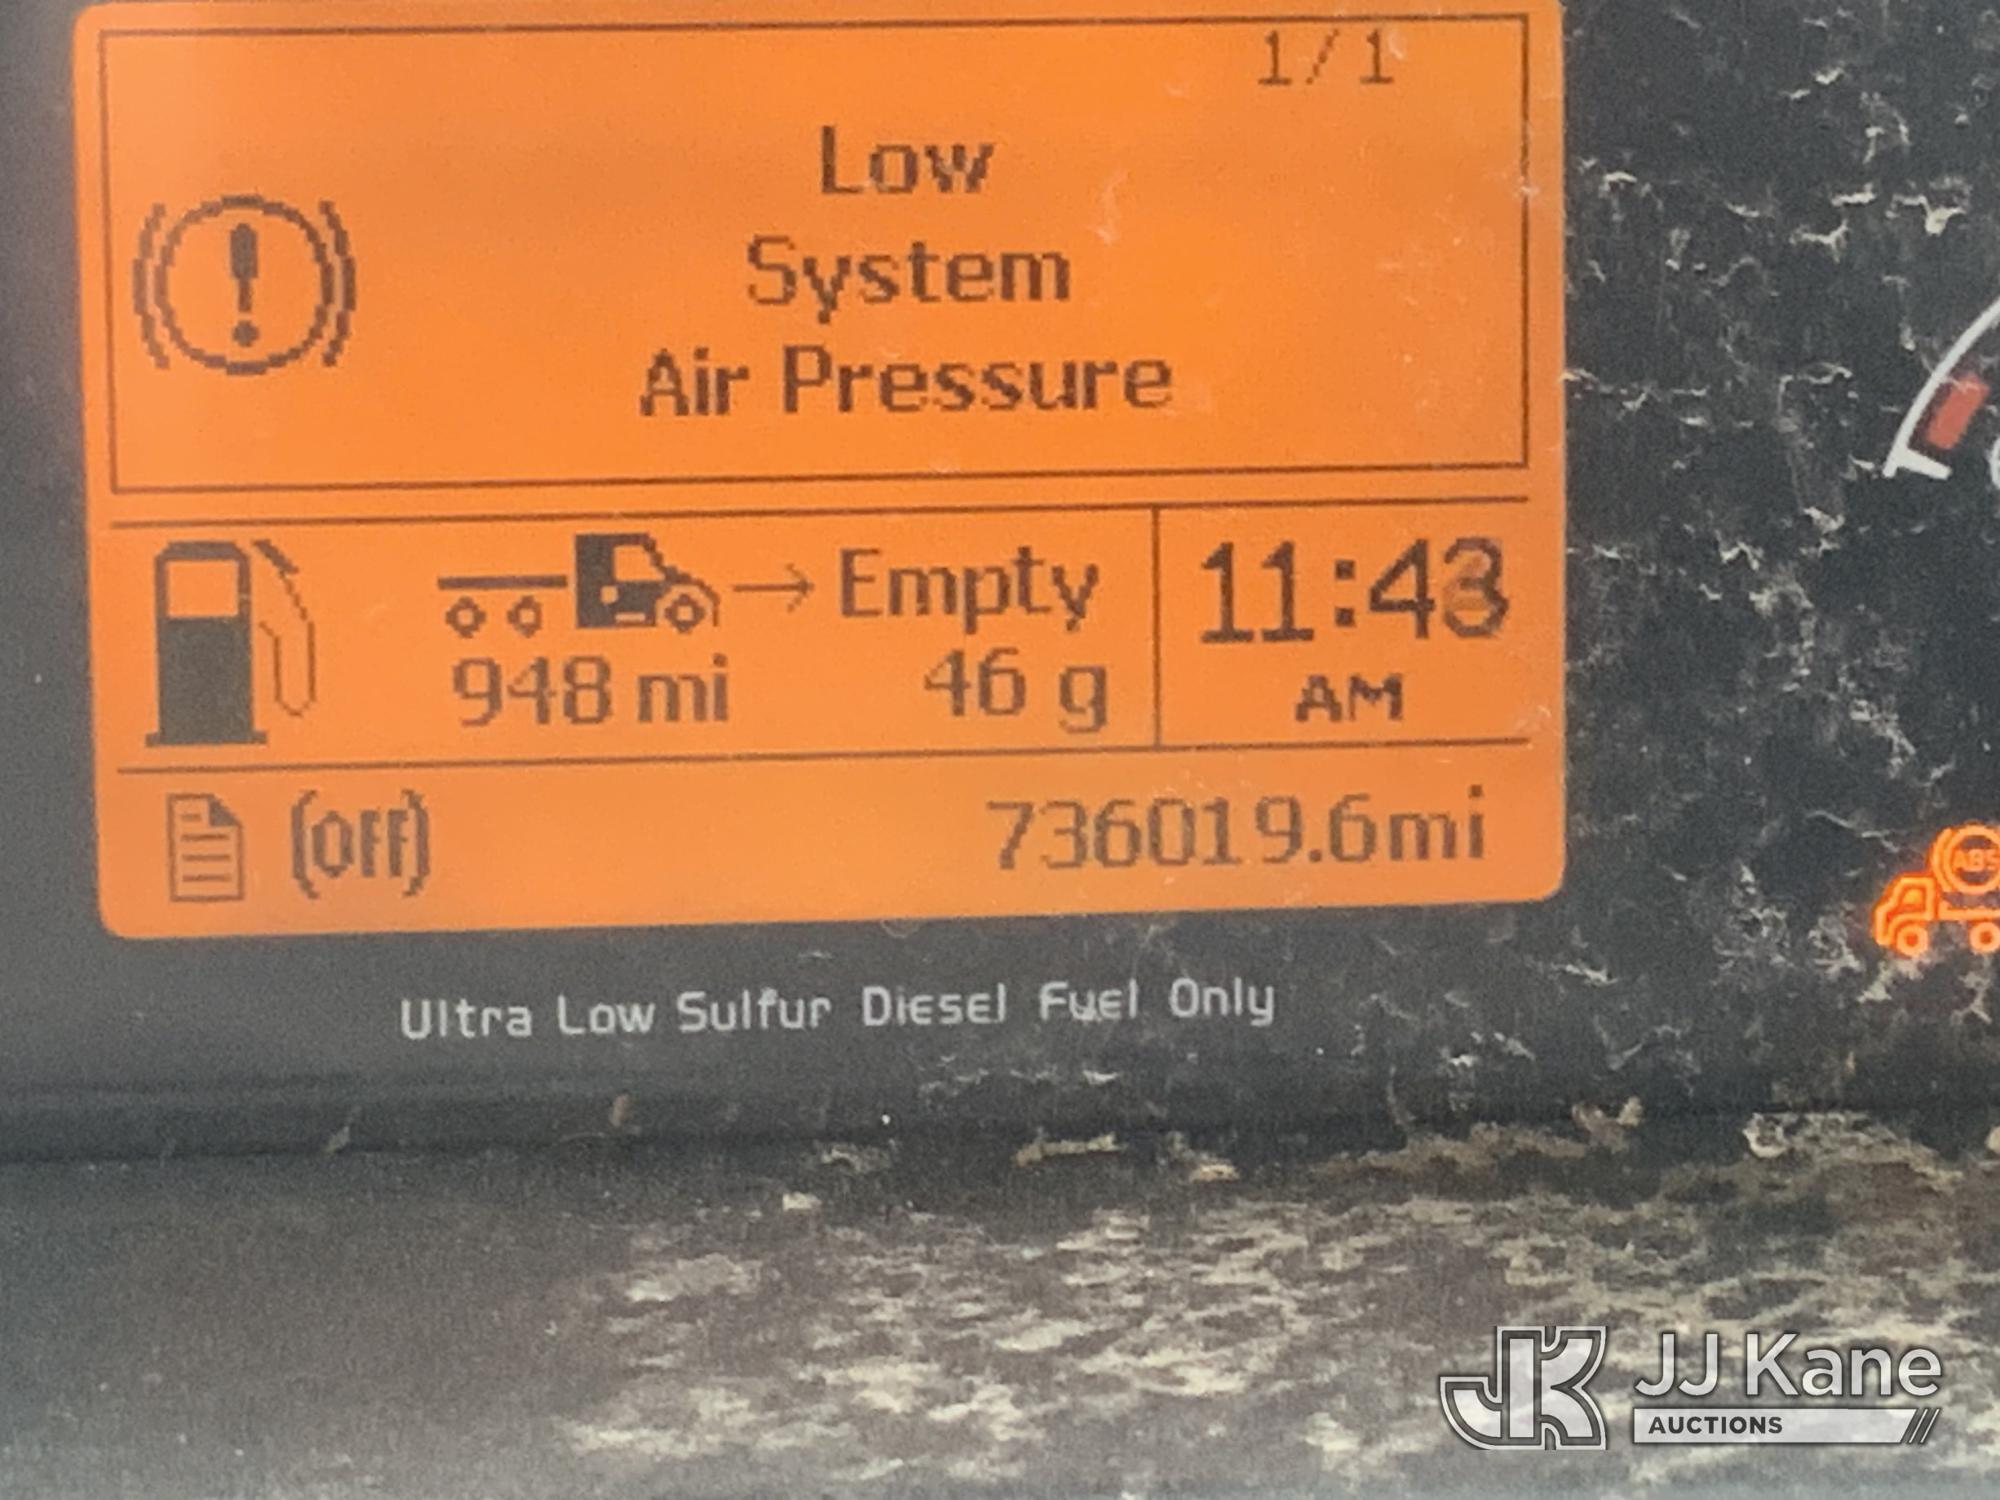 1/1
Low
System
Air Pressure
Empty
948 mi
46 g
11:43
AM
(OFF)
736019.6mi
ABS
Ultra Low Sulfur Diesel Fuel Only
JK JJ Kane
AUCTIONS